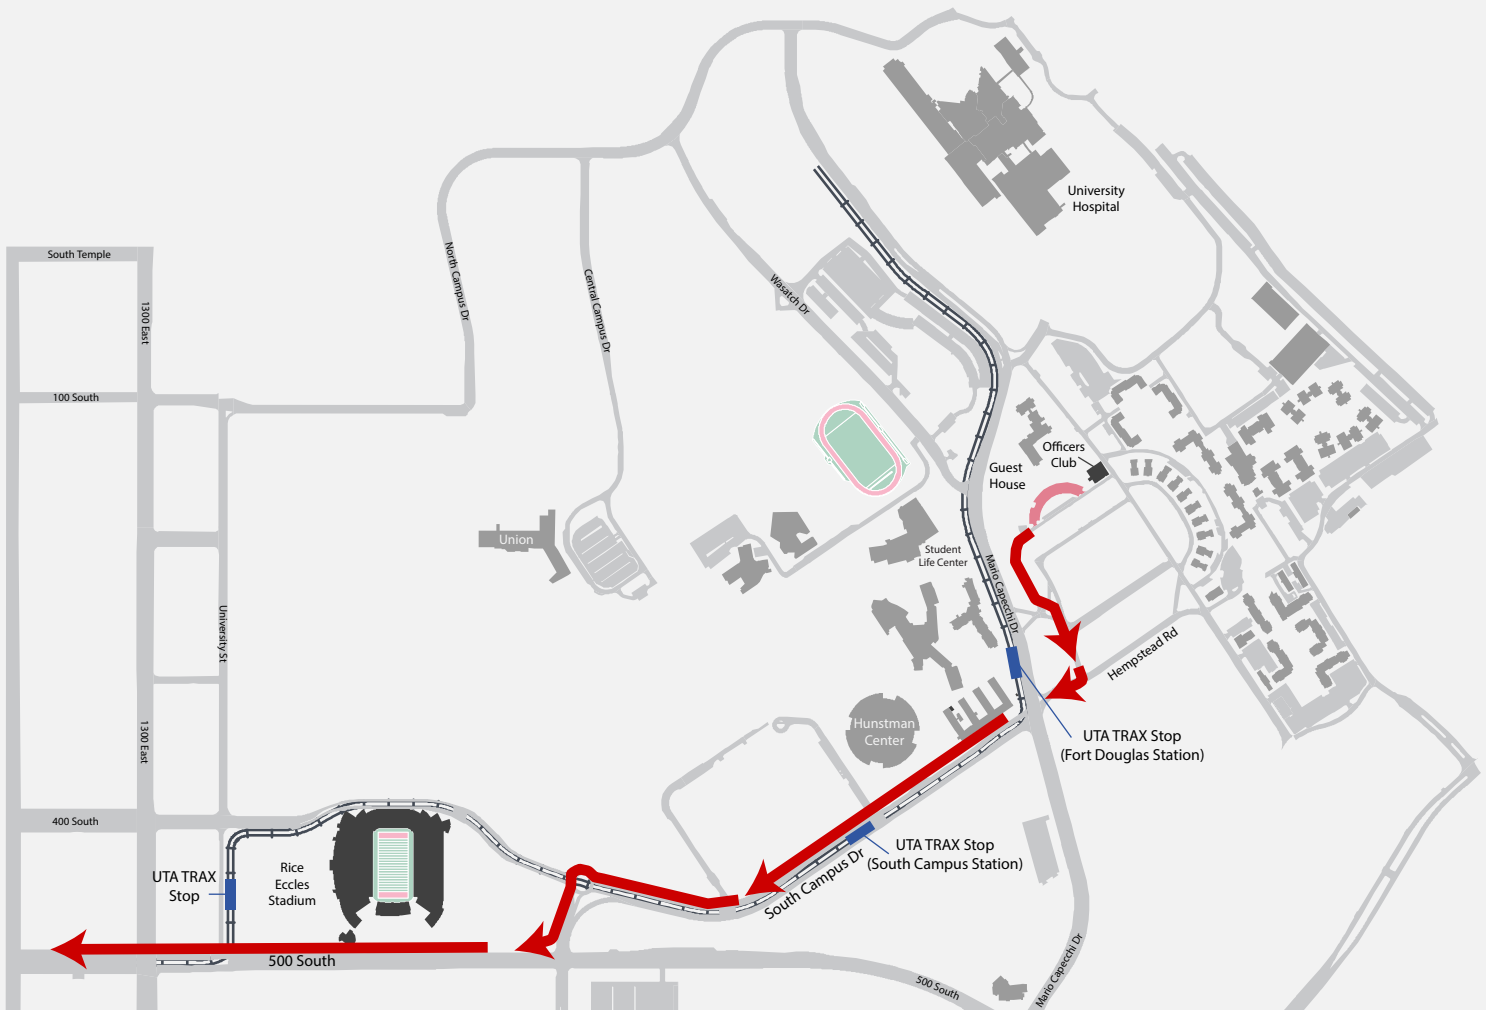 University
Hospital
South Temple
North Campus Dr
Central Campus Dr
Wasatch Dr
1300 East
100 South
Officers
Club
Guest
House
Union
Student
Life Center
Mario Capecchi Dr
University St
Hempstead Rd
Hunstman
Center
UTA TRAX Stop
(Fort Douglas Station)
1300 East
400 South
UTA TRAX Stop
(South Campus Station)
South Campus Dr
UTA TRAX
Stop
Rice
Eccles
Stadium
500 South
500 South
Mario Capecchi Dr